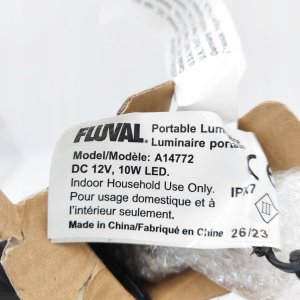 FLUVAL Portable Lum
Luminaire porta
Model/Modèle: A14772
DC 12V, 10W LED.
Indoor Household Use Only.
Pour usage domestique et à
l'intérieur seulement.
IPX7
Made in China/Fabriqué en Chine 26/23